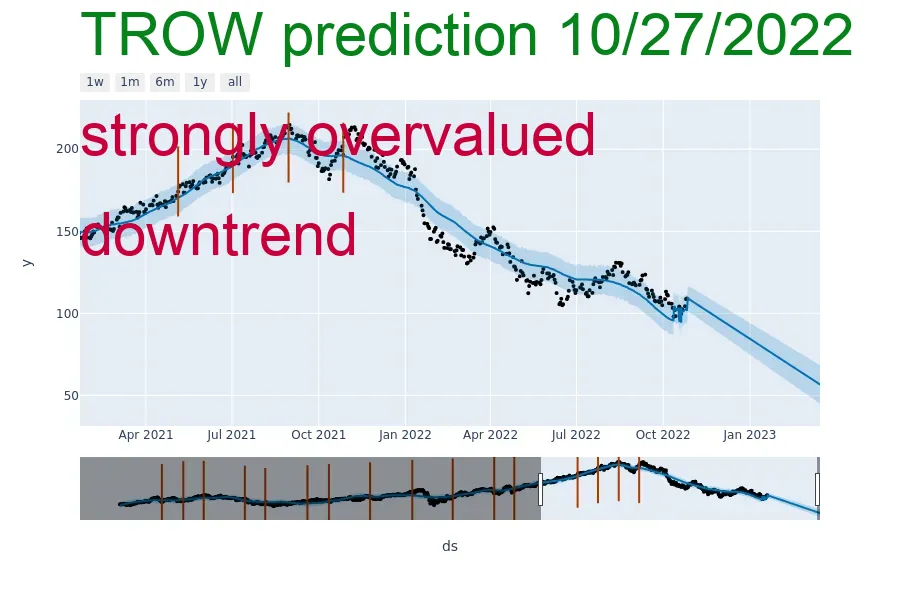 TROW prediction 10/27/2022
1w 1m 6m 1y all
strongly overvalued
200
downtrend
150
y
100
50
Apr 2021 Jul 2021 Oct 2021 Jan 2022 Apr 2022 Jul 2022 Oct 2022 Jan 2023
ds